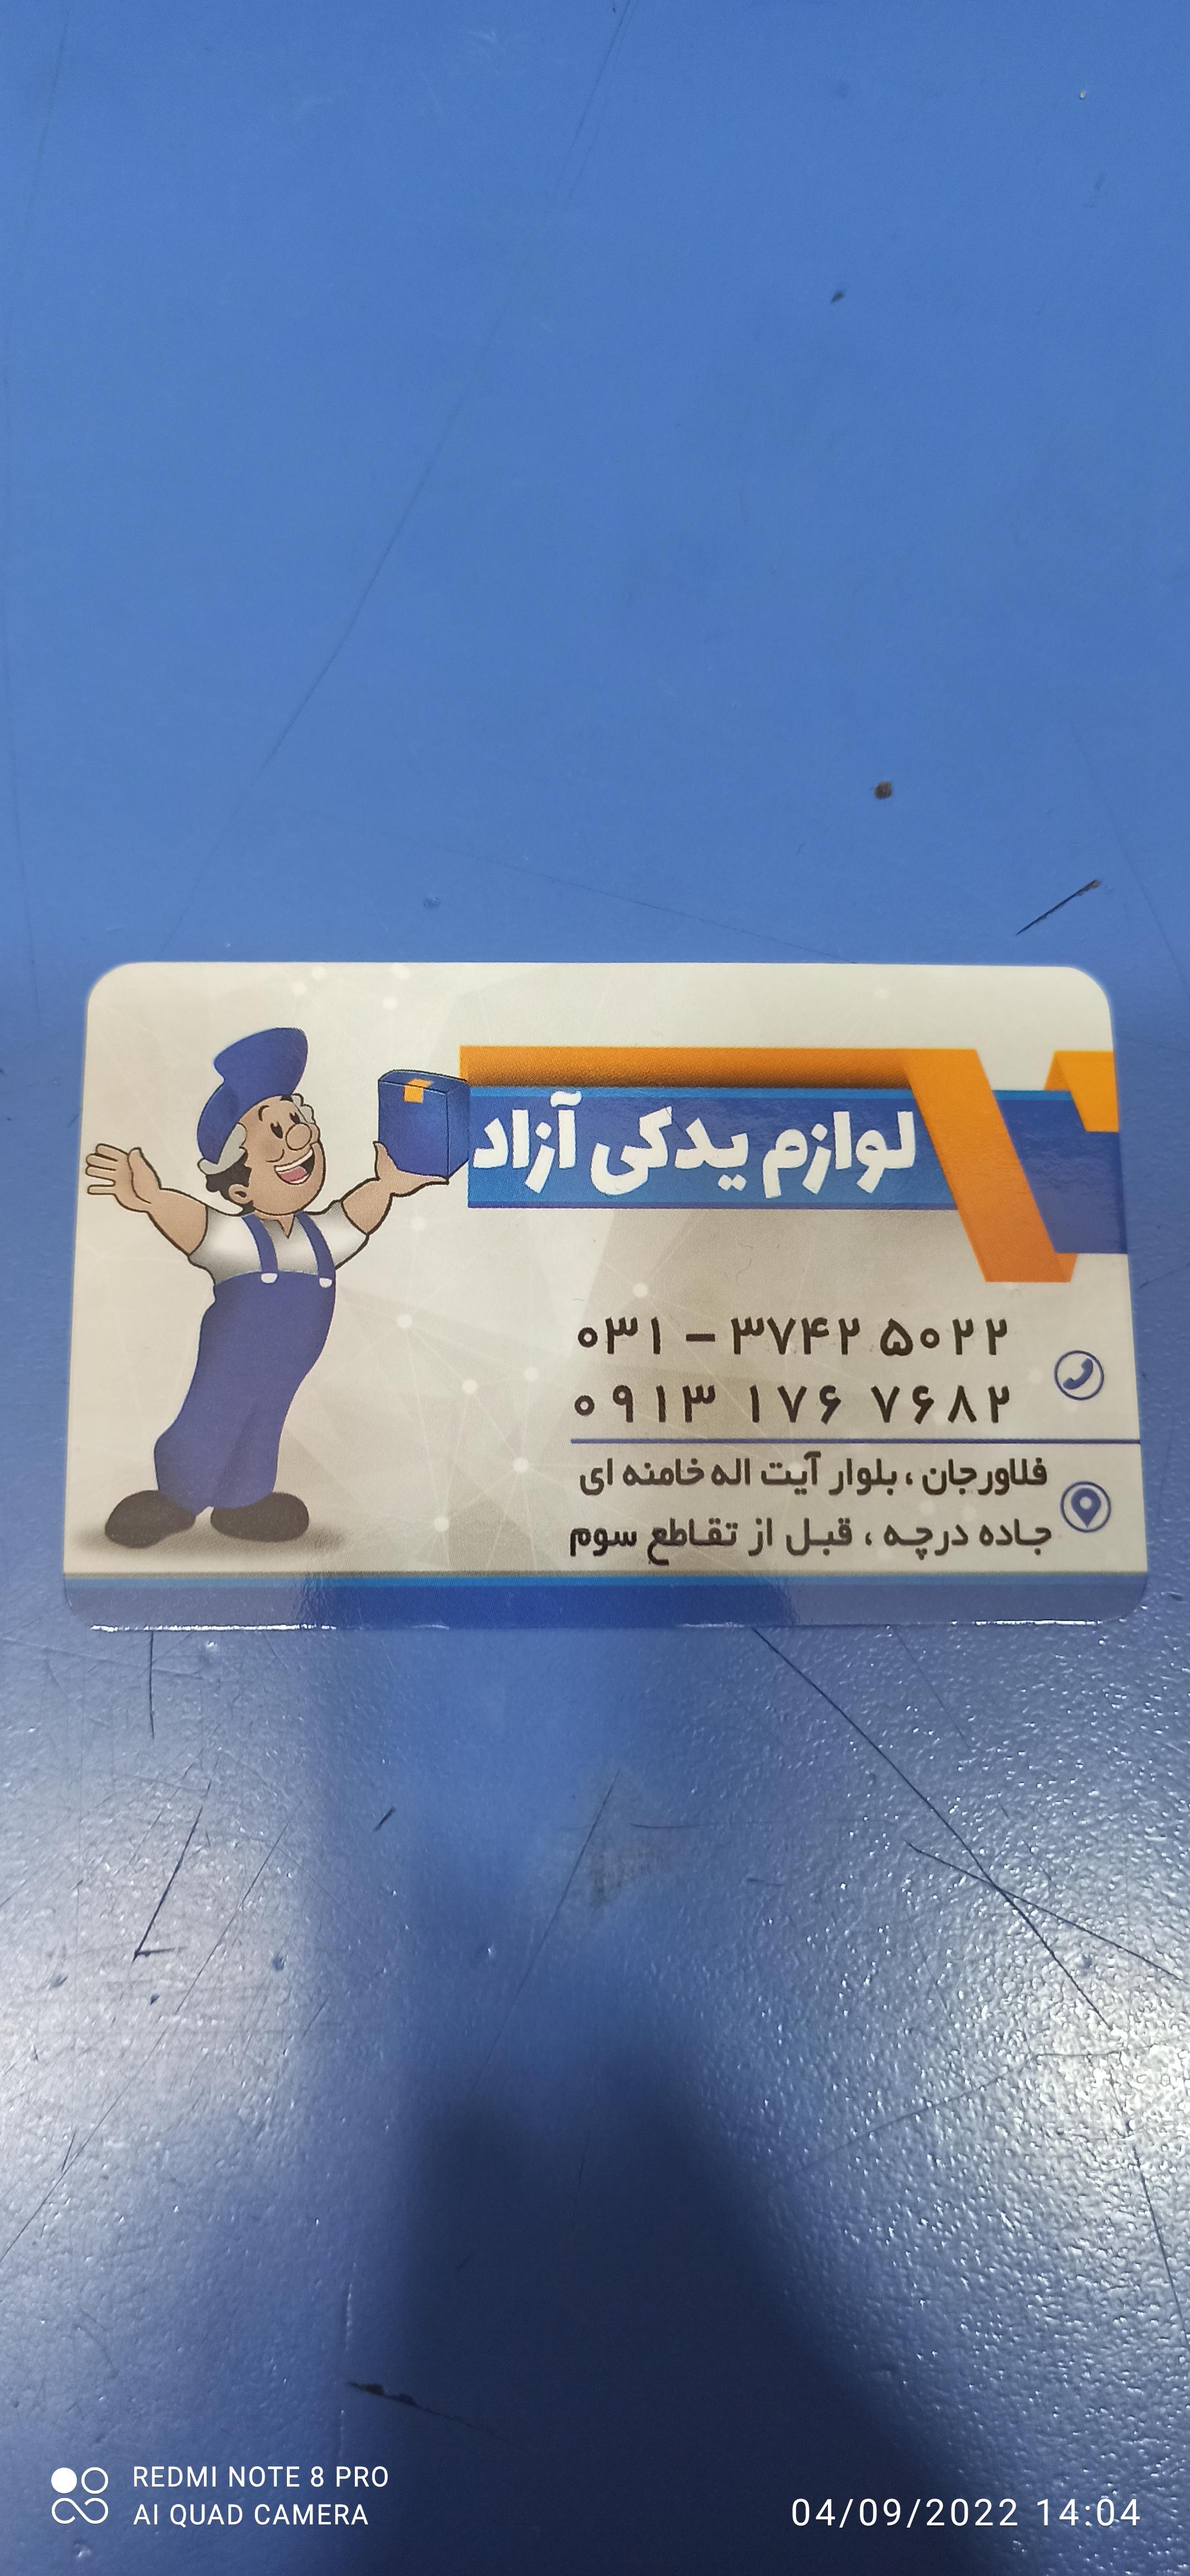 لوازم یدکی آزاد
۰۳۱ - ۳۷۴۲ ۵۰۲۲
۰۹۱۳ ۱۷۶ ۷۶۸۲
فلاورجان ، بلوار آیت اله خامنه ای
جاده درچه ، قبل از تقاطع سوم
REDMI NOTE 8 PRO
AI QUAD CAMERA
04/09/2022 14:04